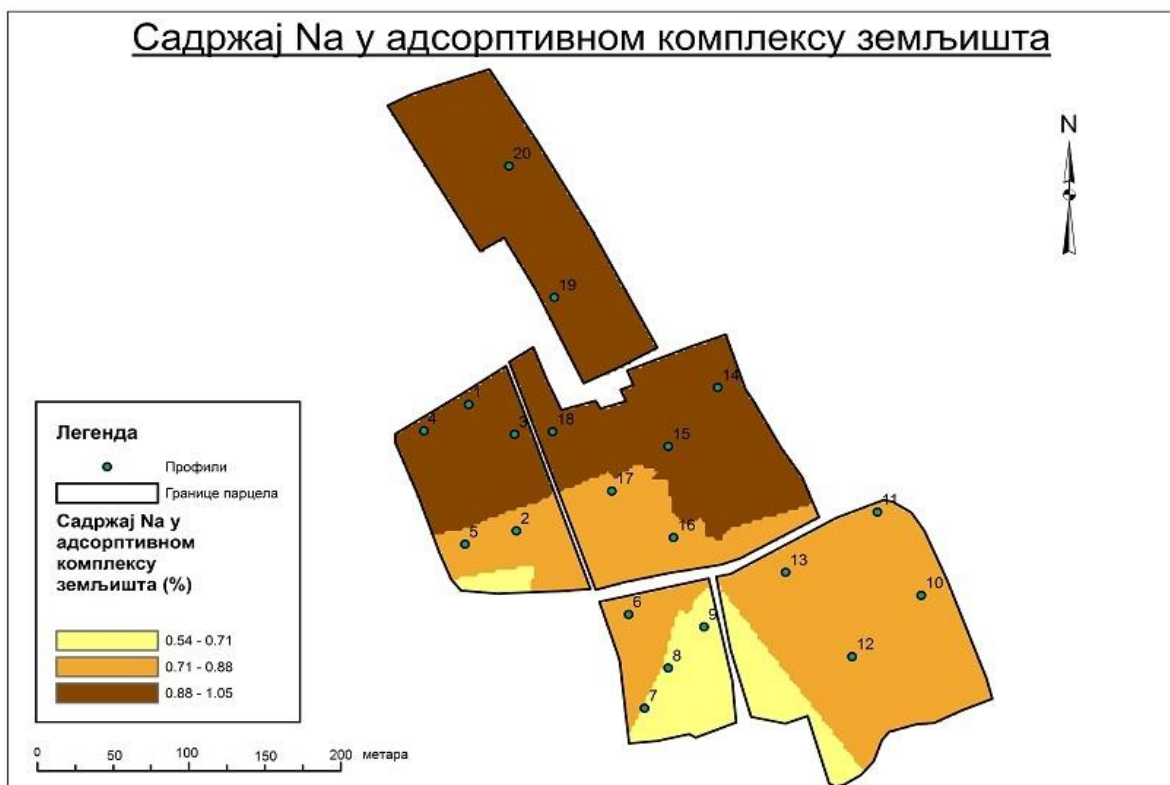 Садржај Na у адсорптивном комплексу земљишта
N
20
19
14
1
4
3
18
15
17
11
2
16
5
13
10
6
9
12
8
7
Легенда
Профили
Границе парцела
Садржај Na у
адсорптивном
комплексу
земљишта (%)
0.54 - 0.71
0.71 - 0.88
0.88 - 1.05
0 50 100 150 200 метара